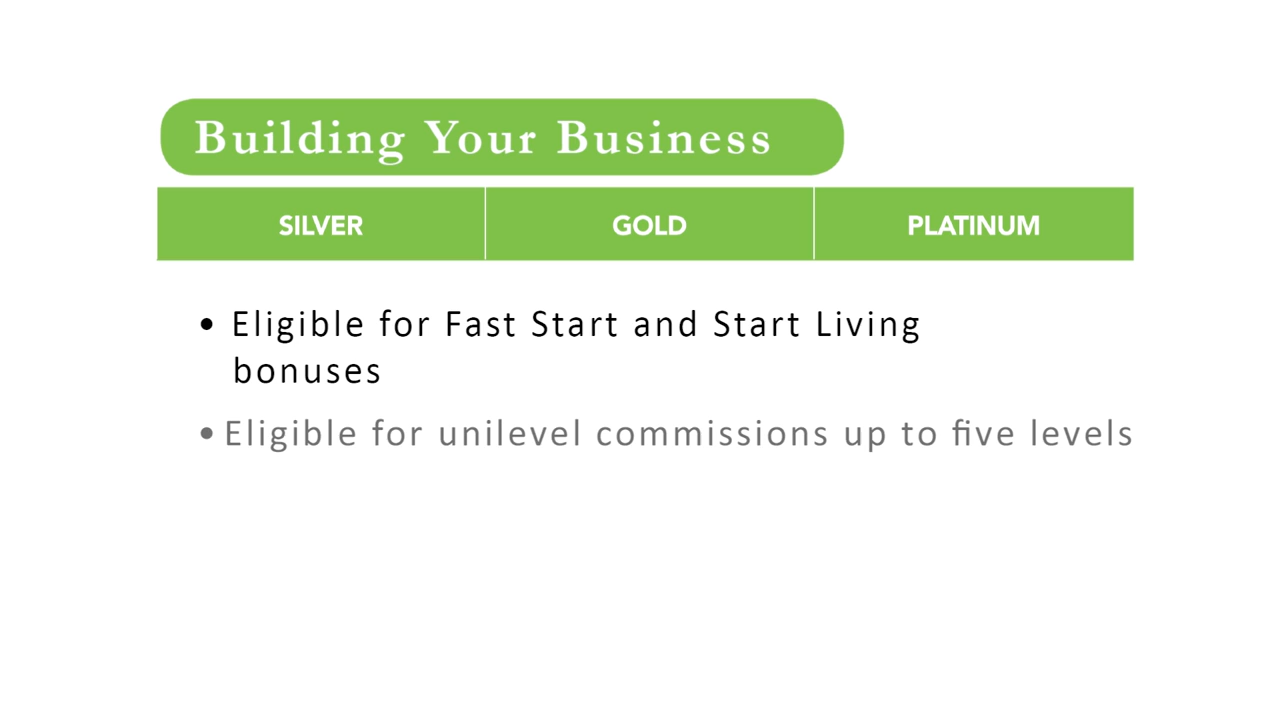 Building Your Business
SILVER GOLD PLATINUM
• Eligible for Fast Start and Start Living
bonuses
• Eligible for unilevel commissions up to five levels